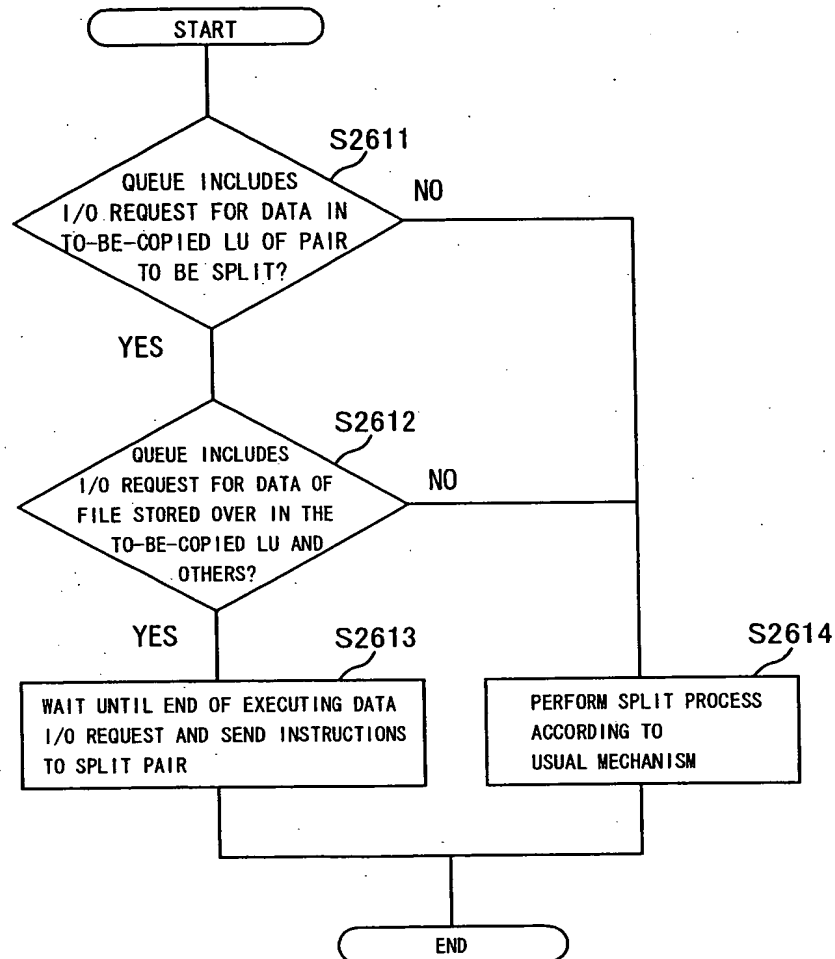 START
S2611
QUEUE INCLUDES
I/O REQUEST FOR DATA IN
TO-BE-COPIED LU OF PAIR
TO BE SPLIT?
NO
YES
S2612
QUEUE INCLUDES
I/O REQUEST FOR DATA OF
FILE STORED OVER IN THE
TO-BE-COPIED LU AND
OTHERS?
NO
YES
S2613
WAIT UNTIL END OF EXECUTING DATA
I/O REQUEST AND SEND INSTRUCTIONS
TO SPLIT PAIR
S2614
PERFORM SPLIT PROCESS
ACCORDING TO
USUAL MECHANISM
END